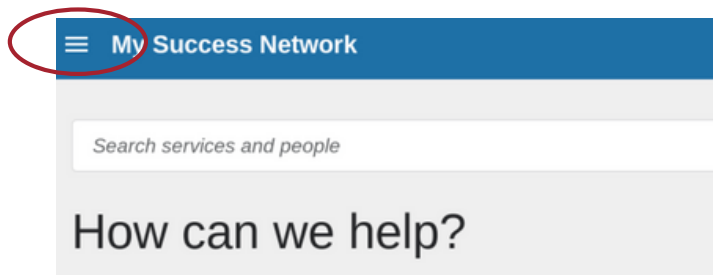 My Success Network
Search services and people
How can we help?